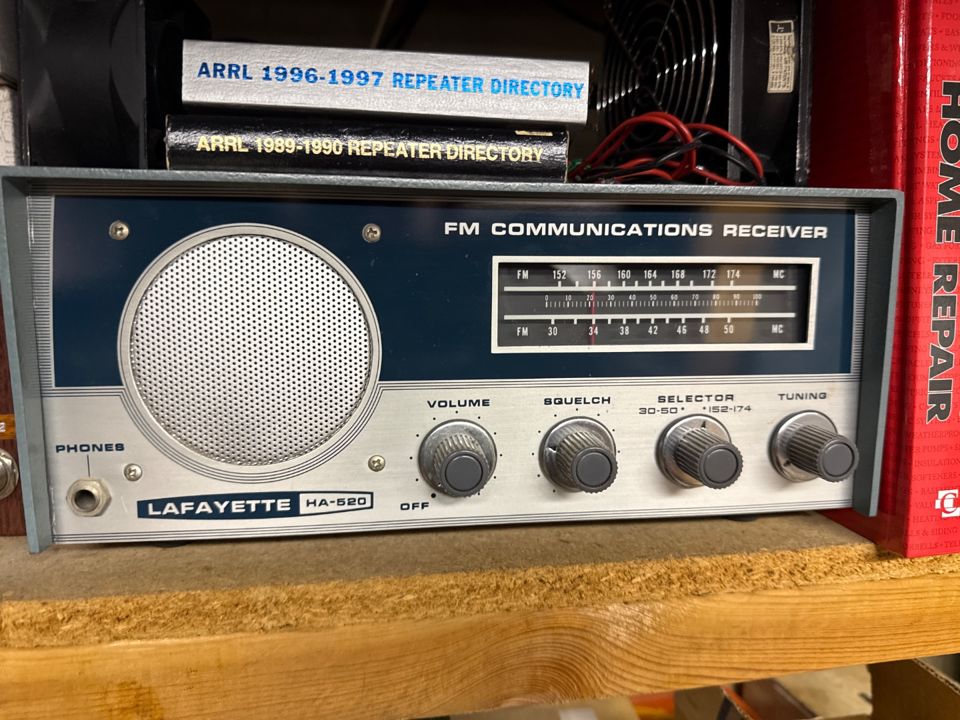 ARRL 1996-1997 REPEATER DIRECTORY
ARRL 1989-1990 REPEATER DIRECTORY
FM COMMUNICATIONS RECEIVER
FM 152 156 160 164 168 172 174 MC
0 10 20 30 40 50 60 70 80 90 100
FM 30 34 38 42 46 48 50 MC
VOLUME
SQUELCH
SELECTOR
30-50 152-174
TUNING
PHONES
OFF
LAFAYETTE HA-520
HOME REPAIR